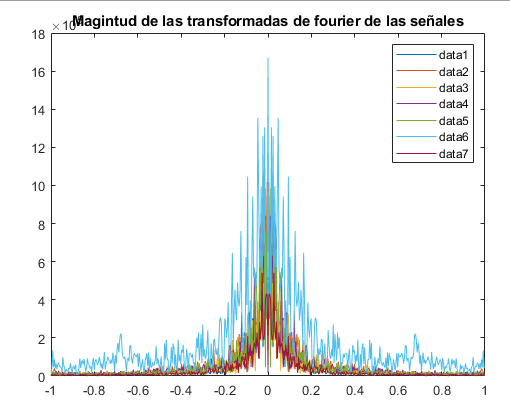 Magintud de las transformadas de fourier de las señales
18 ×10
16
14
12
10
8
6
4
2
0
-1 -0.8 -0.6 -0.4 -0.2 0 0.2 0.4 0.6 0.8 1
data1
data2
data3
data4
data5
data6
data7